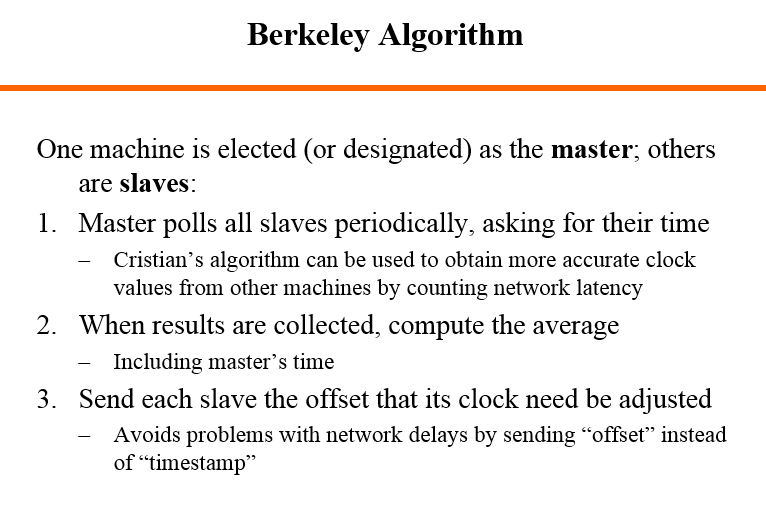 Berkeley Algorithm
One machine is elected (or designated) as the master; others
are slaves:
1. Master polls all slaves periodically, asking for their time
– Cristian’s algorithm can be used to obtain more accurate clock
values from other machines by counting network latency
2. When results are collected, compute the average
– Including master’s time
3. Send each slave the offset that its clock need be adjusted
– Avoids problems with network delays by sending “offset” instead
of “timestamp”